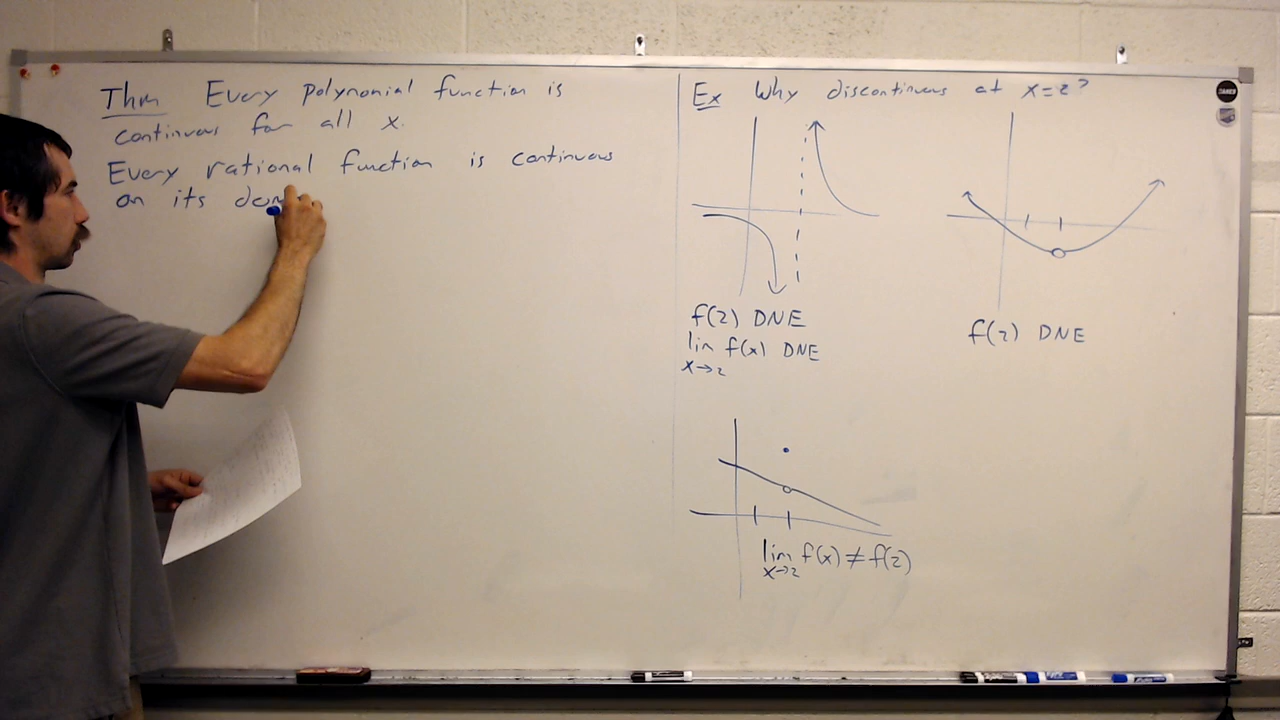 Thm Every polynomial function is
continuous for all x.
Every rational function is continuous
on its dom
Ex Why discontinuous at x=2?
f(2) DNE
lim f(x) DNE
x→2
f(2) DNE
lim f(x) ≠ f(2)
x→2